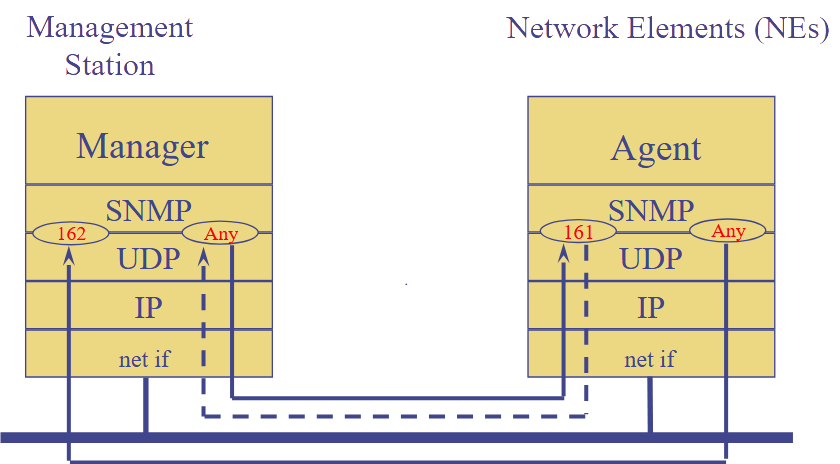 Management
Station
Network Elements (NEs)
Manager
SNMP
162
Any
UDP
IP
net if
Agent
SNMP
161
Any
UDP
IP
net if